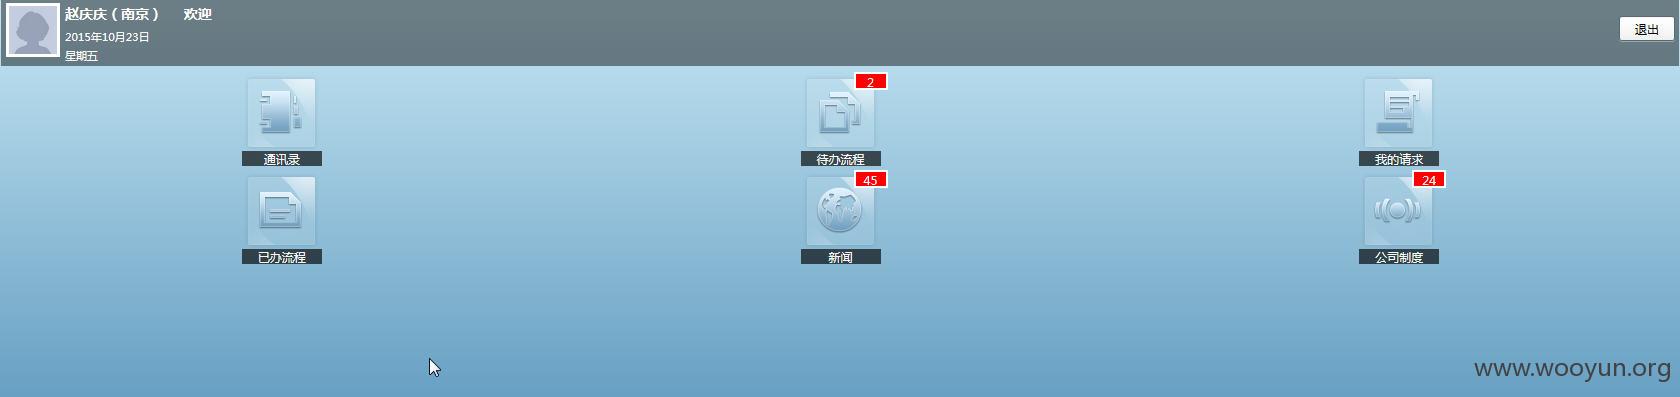 赵庆庆（南京） 欢迎
2015年10月23日
星期五
退出
通讯录
2
待办流程
我的请求
已办流程
45
新闻
24
公司制度
www.wooyun.org